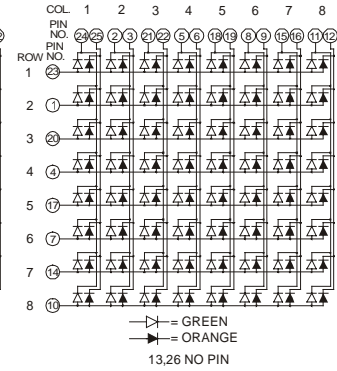 COL. 1 2 3 4 5 6 7 8
PIN NO. 24 25 2 3 21 22 5 6 18 19 8 9 15 16 11 12
ROW PIN NO.
1 23
2 1
3 20
4 4
5 17
6 7
7 14
8 10
= GREEN
= ORANGE
13,26 NO PIN